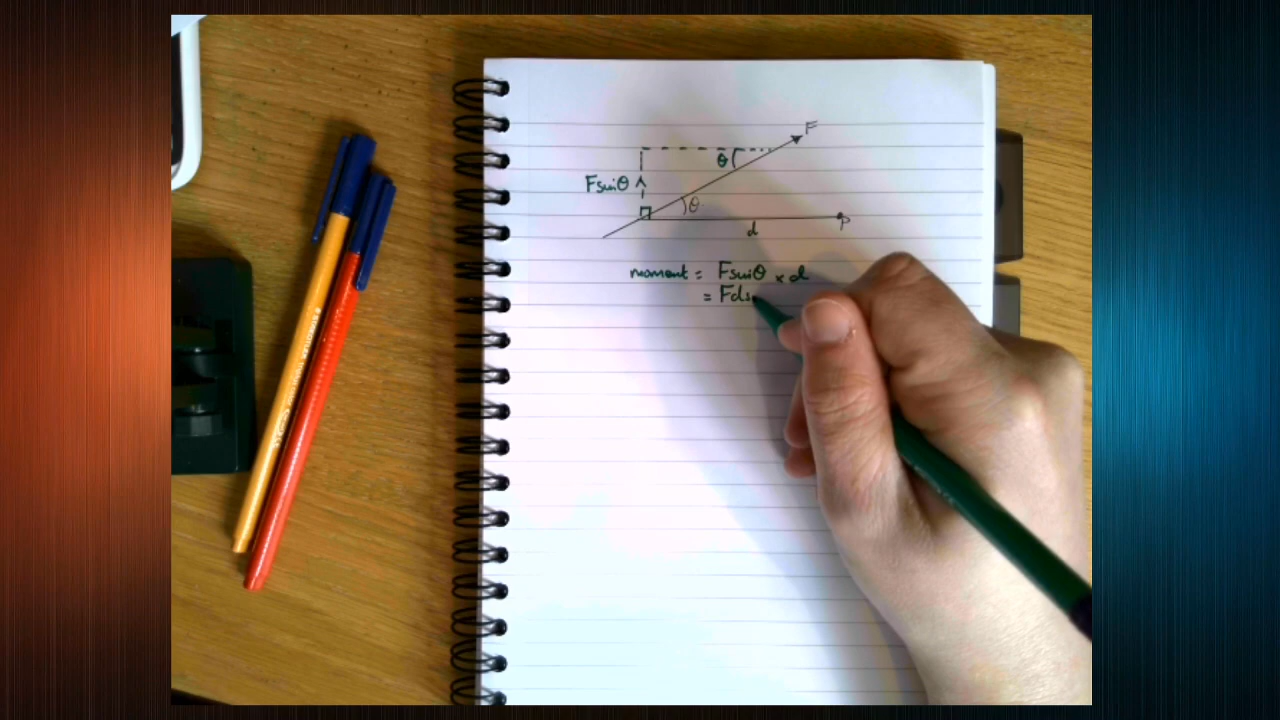 F
θ
Fsinθ
θ
P
d
moment = Fsinθ × d
= Fds